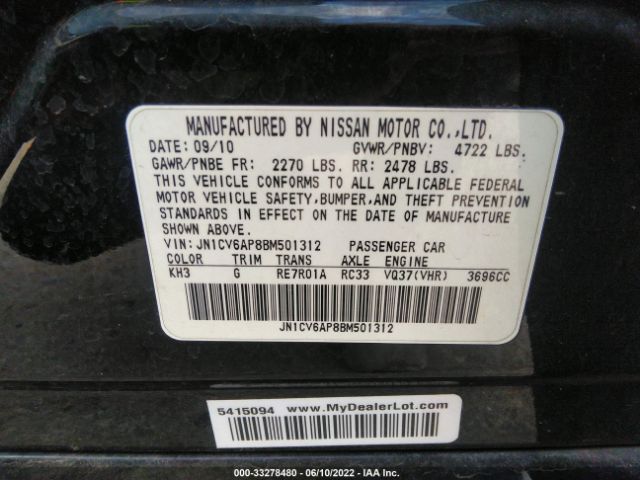 MANUFACTURED BY NISSAN MOTOR CO.,LTD.
DATE: 09/10 GVWR/PNBV: 4722 LBS.
GAWR/PNBE FR: 2270 LBS. RR: 2478 LBS.
THIS VEHICLE CONFORMS TO ALL APPLICABLE FEDERAL
MOTOR VEHICLE SAFETY,BUMPER,AND THEFT PREVENTION
STANDARDS IN EFFECT ON THE DATE OF MANUFACTURE
SHOWN ABOVE.
VIN: JN1CV6AP8BM501312 PASSENGER CAR
COLOR TRIM TRANS AXLE ENGINE
KH3 G RE7R01A RC33 VQ37(VHR) 3696CC
JN1CV6AP8BM501312
5415094 www.MyDealerLot.com
000-33278480 - 06/10/2022 - IAA Inc.